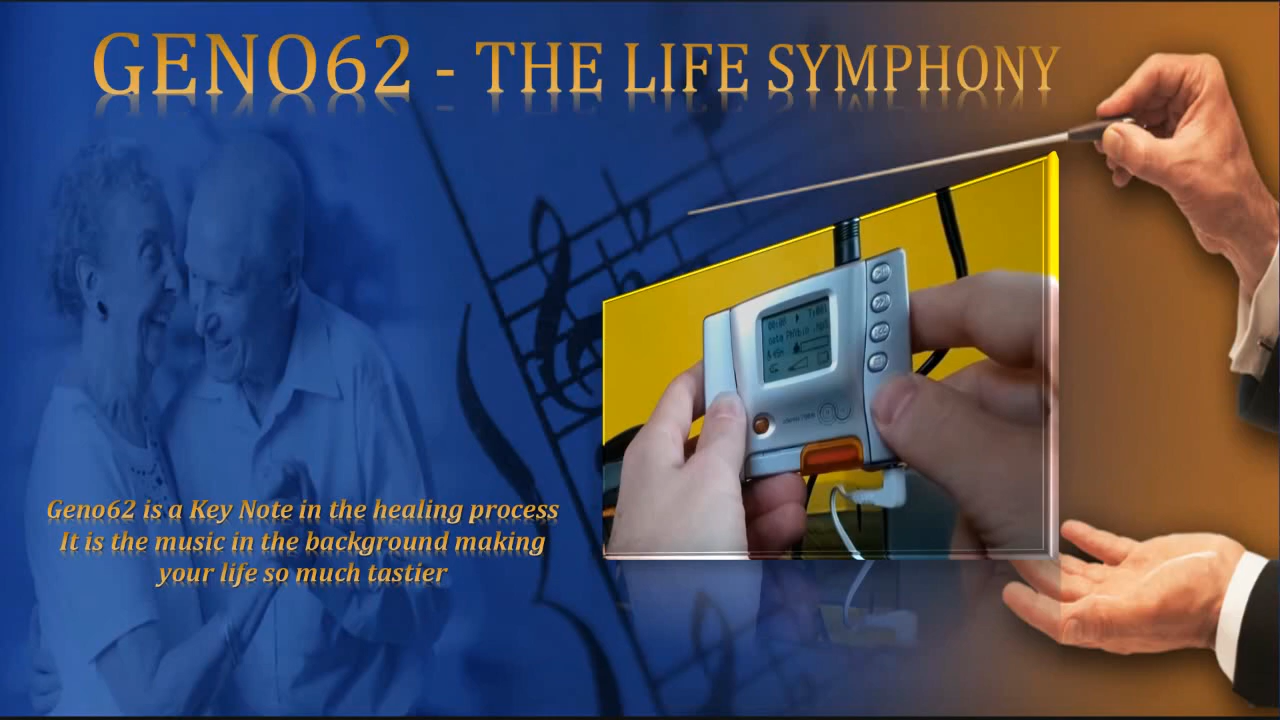 GENO62 - THE LIFE SYMPHONY
Geno62 is a Key Note in the healing process
It is the music in the background making
your life so much tastier